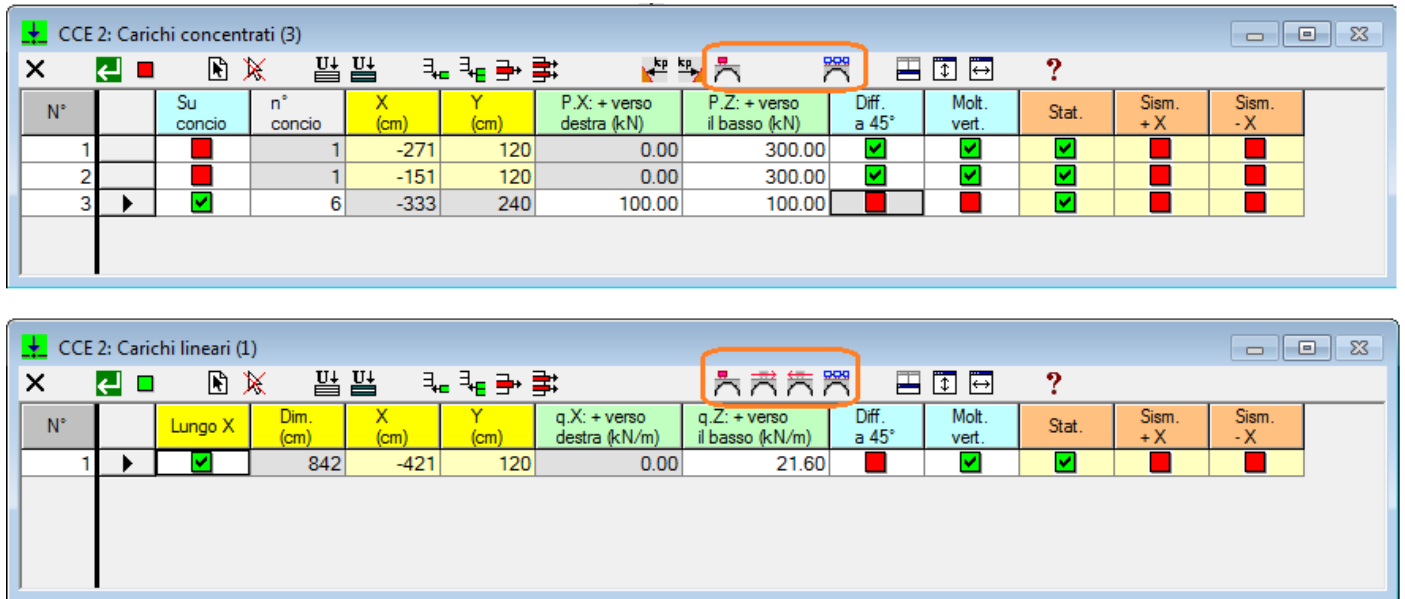 CCE 2: Carichi concentrati (3)
U U kp kp ?
N° Su concio n° concio X (cm) Y (cm) P.X: + verso destra (kN) P.Z: + verso il basso (kN) Diff. a 45° Molt. vert. Stat. Sism. + X Sism. - X
1 1 -271 120 0.00 300.00
2 1 -151 120 0.00 300.00
3 6 -333 240 100.00 100.00
CCE 2: Carichi lineari (1)
U U ?
N° Lungo X Dim. (cm) X (cm) Y (cm) q.X: + verso destra (kN/m) q.Z: + verso il basso (kN/m) Diff. a 45° Molt. vert. Stat. Sism. + X Sism. - X
1 842 -421 120 0.00 21.60